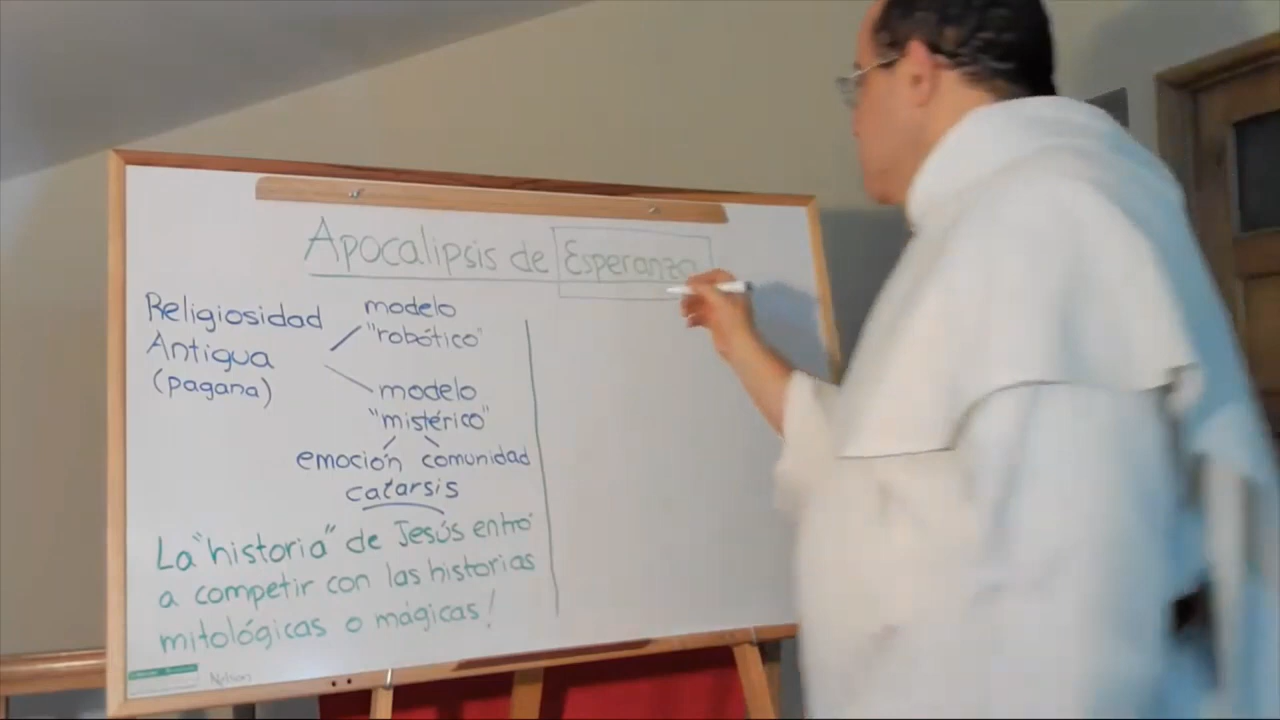 Apocalipsis de Esperanza
Religiosidad
Antigua
(pagana)
modelo
"robótico"
modelo
"mistérico"
emoción comunidad
catarsis
La "historia" de Jesús entró
a competir con las historias
mitológicas o mágicas!
Nelson